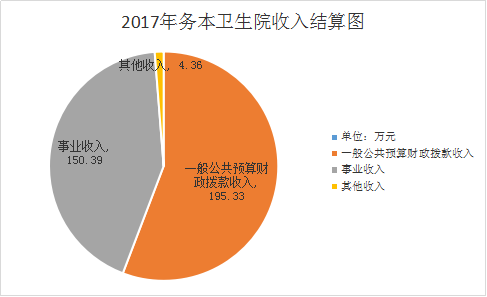 2017年务本卫生院收入结算图
其他收入, 4.36
事业收入,
150.39
一般公共预算财
政拨款收入,
195.33
单位：万元
一般公共预算财政拨款收入
事业收入
其他收入